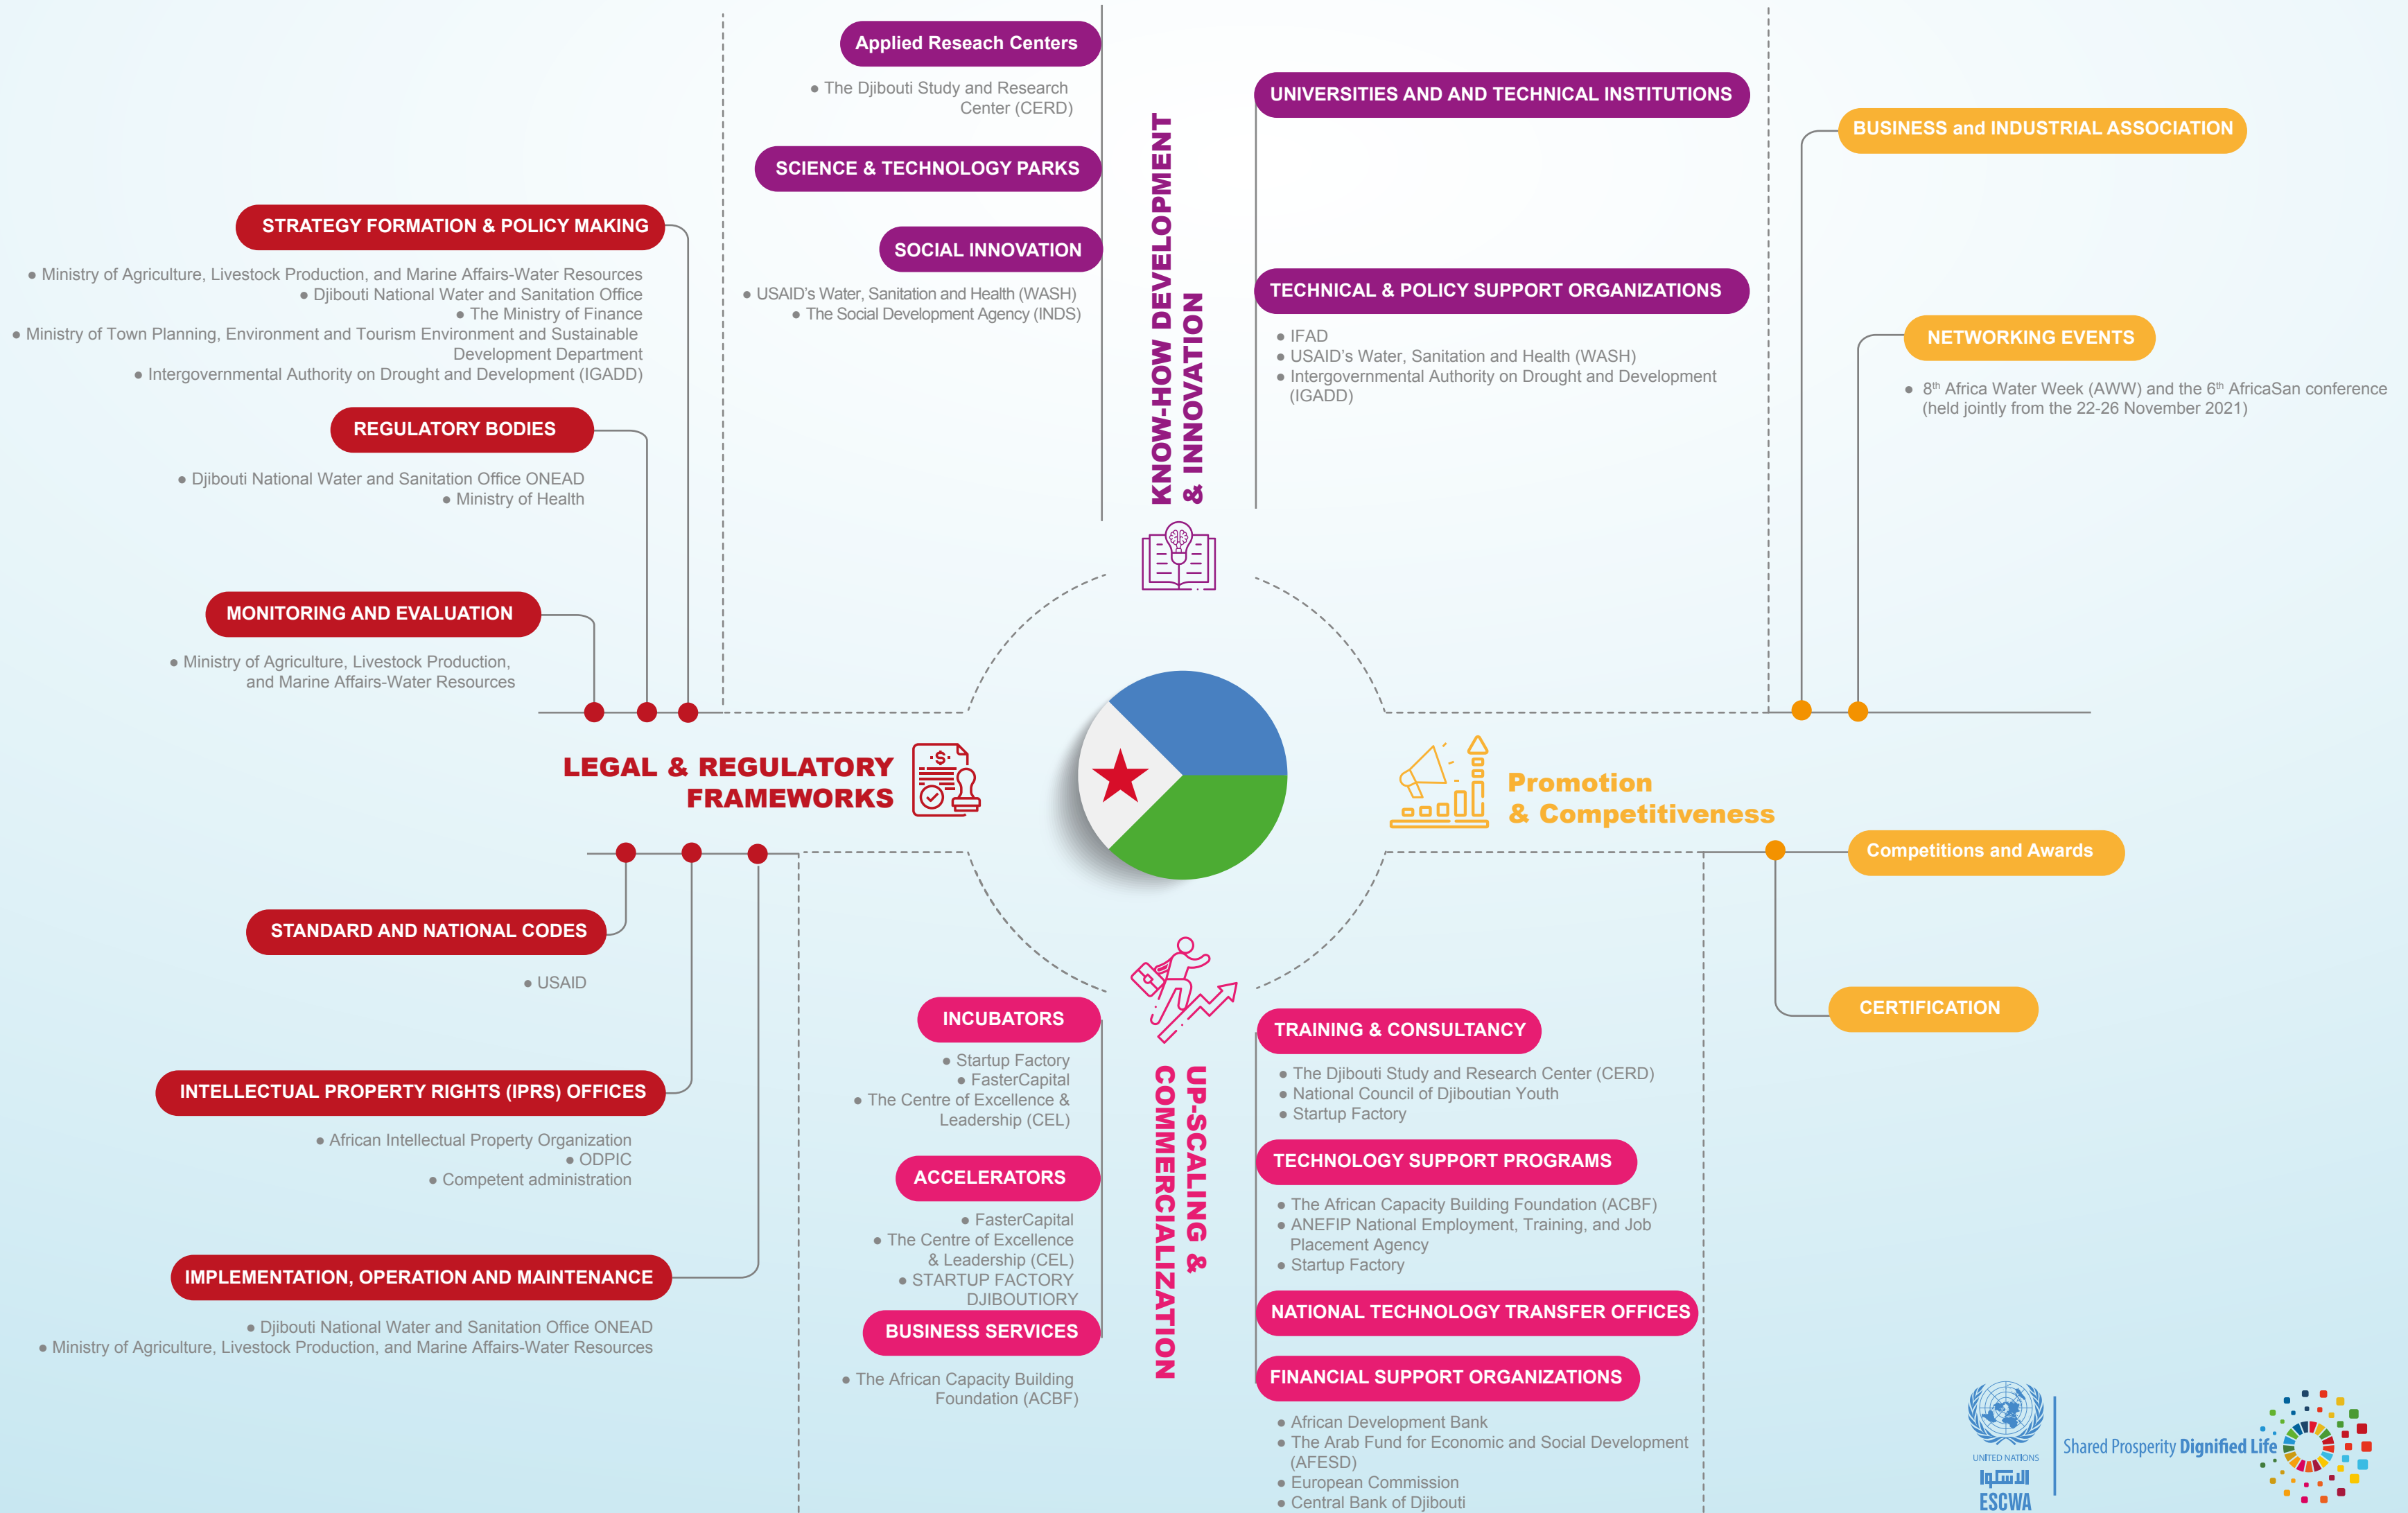 Applied Reseach Centers
● The Djibouti Study and Research
Center (CERD)
SCIENCE & TECHNOLOGY PARKS
SOCIAL INNOVATION
● USAID’s Water, Sanitation and Health (WASH)
● The Social Development Agency (INDS)
KNOW-HOW DEVELOPMENT
& INNOVATION
UNIVERSITIES AND AND TECHNICAL INSTITUTIONS
TECHNICAL & POLICY SUPPORT ORGANIZATIONS
● IFAD
● USAID’s Water, Sanitation and Health (WASH)
● Intergovernmental Authority on Drought and Development
(IGADD)
BUSINESS and INDUSTRIAL ASSOCIATION
NETWORKING EVENTS
● 8th Africa Water Week (AWW) and the 6th AfricaSan conference
(held jointly from the 22-26 November 2021)
STRATEGY FORMATION & POLICY MAKING
● Ministry of Agriculture, Livestock Production, and Marine Affairs-Water Resources
● Djibouti National Water and Sanitation Office
● The Ministry of Finance
● Ministry of Town Planning, Environment and Tourism Environment and Sustainable
Development Department
● Intergovernmental Authority on Drought and Development (IGADD)
REGULATORY BODIES
● Djibouti National Water and Sanitation Office ONEAD
● Ministry of Health
MONITORING AND EVALUATION
● Ministry of Agriculture, Livestock Production,
and Marine Affairs-Water Resources
LEGAL & REGULATORY
FRAMEWORKS
Promotion
& Competitiveness
Competitions and Awards
CERTIFICATION
STANDARD AND NATIONAL CODES
● USAID
INTELLECTUAL PROPERTY RIGHTS (IPRS) OFFICES
● African Intellectual Property Organization
● ODPIC
● Competent administration
IMPLEMENTATION, OPERATION AND MAINTENANCE
● Djibouti National Water and Sanitation Office ONEAD
● Ministry of Agriculture, Livestock Production, and Marine Affairs-Water Resources
INCUBATORS
● Startup Factory
● FasterCapital
● The Centre of Excellence &
Leadership (CEL)
ACCELERATORS
● FasterCapital
● The Centre of Excellence
& Leadership (CEL)
● STARTUP FACTORY
DJIBOUTIORY
BUSINESS SERVICES
● The African Capacity Building
Foundation (ACBF)
UP-SCALING &
COMMERCIALIZATION
TRAINING & CONSULTANCY
● The Djibouti Study and Research Center (CERD)
● National Council of Djiboutian Youth
● Startup Factory
TECHNOLOGY SUPPORT PROGRAMS
● The African Capacity Building Foundation (ACBF)
● ANEFIP National Employment, Training, and Job
Placement Agency
● Startup Factory
NATIONAL TECHNOLOGY TRANSFER OFFICES
FINANCIAL SUPPORT ORGANIZATIONS
● African Development Bank
● The Arab Fund for Economic and Social Development
(AFESD)
● European Commission
● Central Bank of Djibouti
UNITED NATIONS
الإسكوا
ESCWA
Shared Prosperity Dignified Life